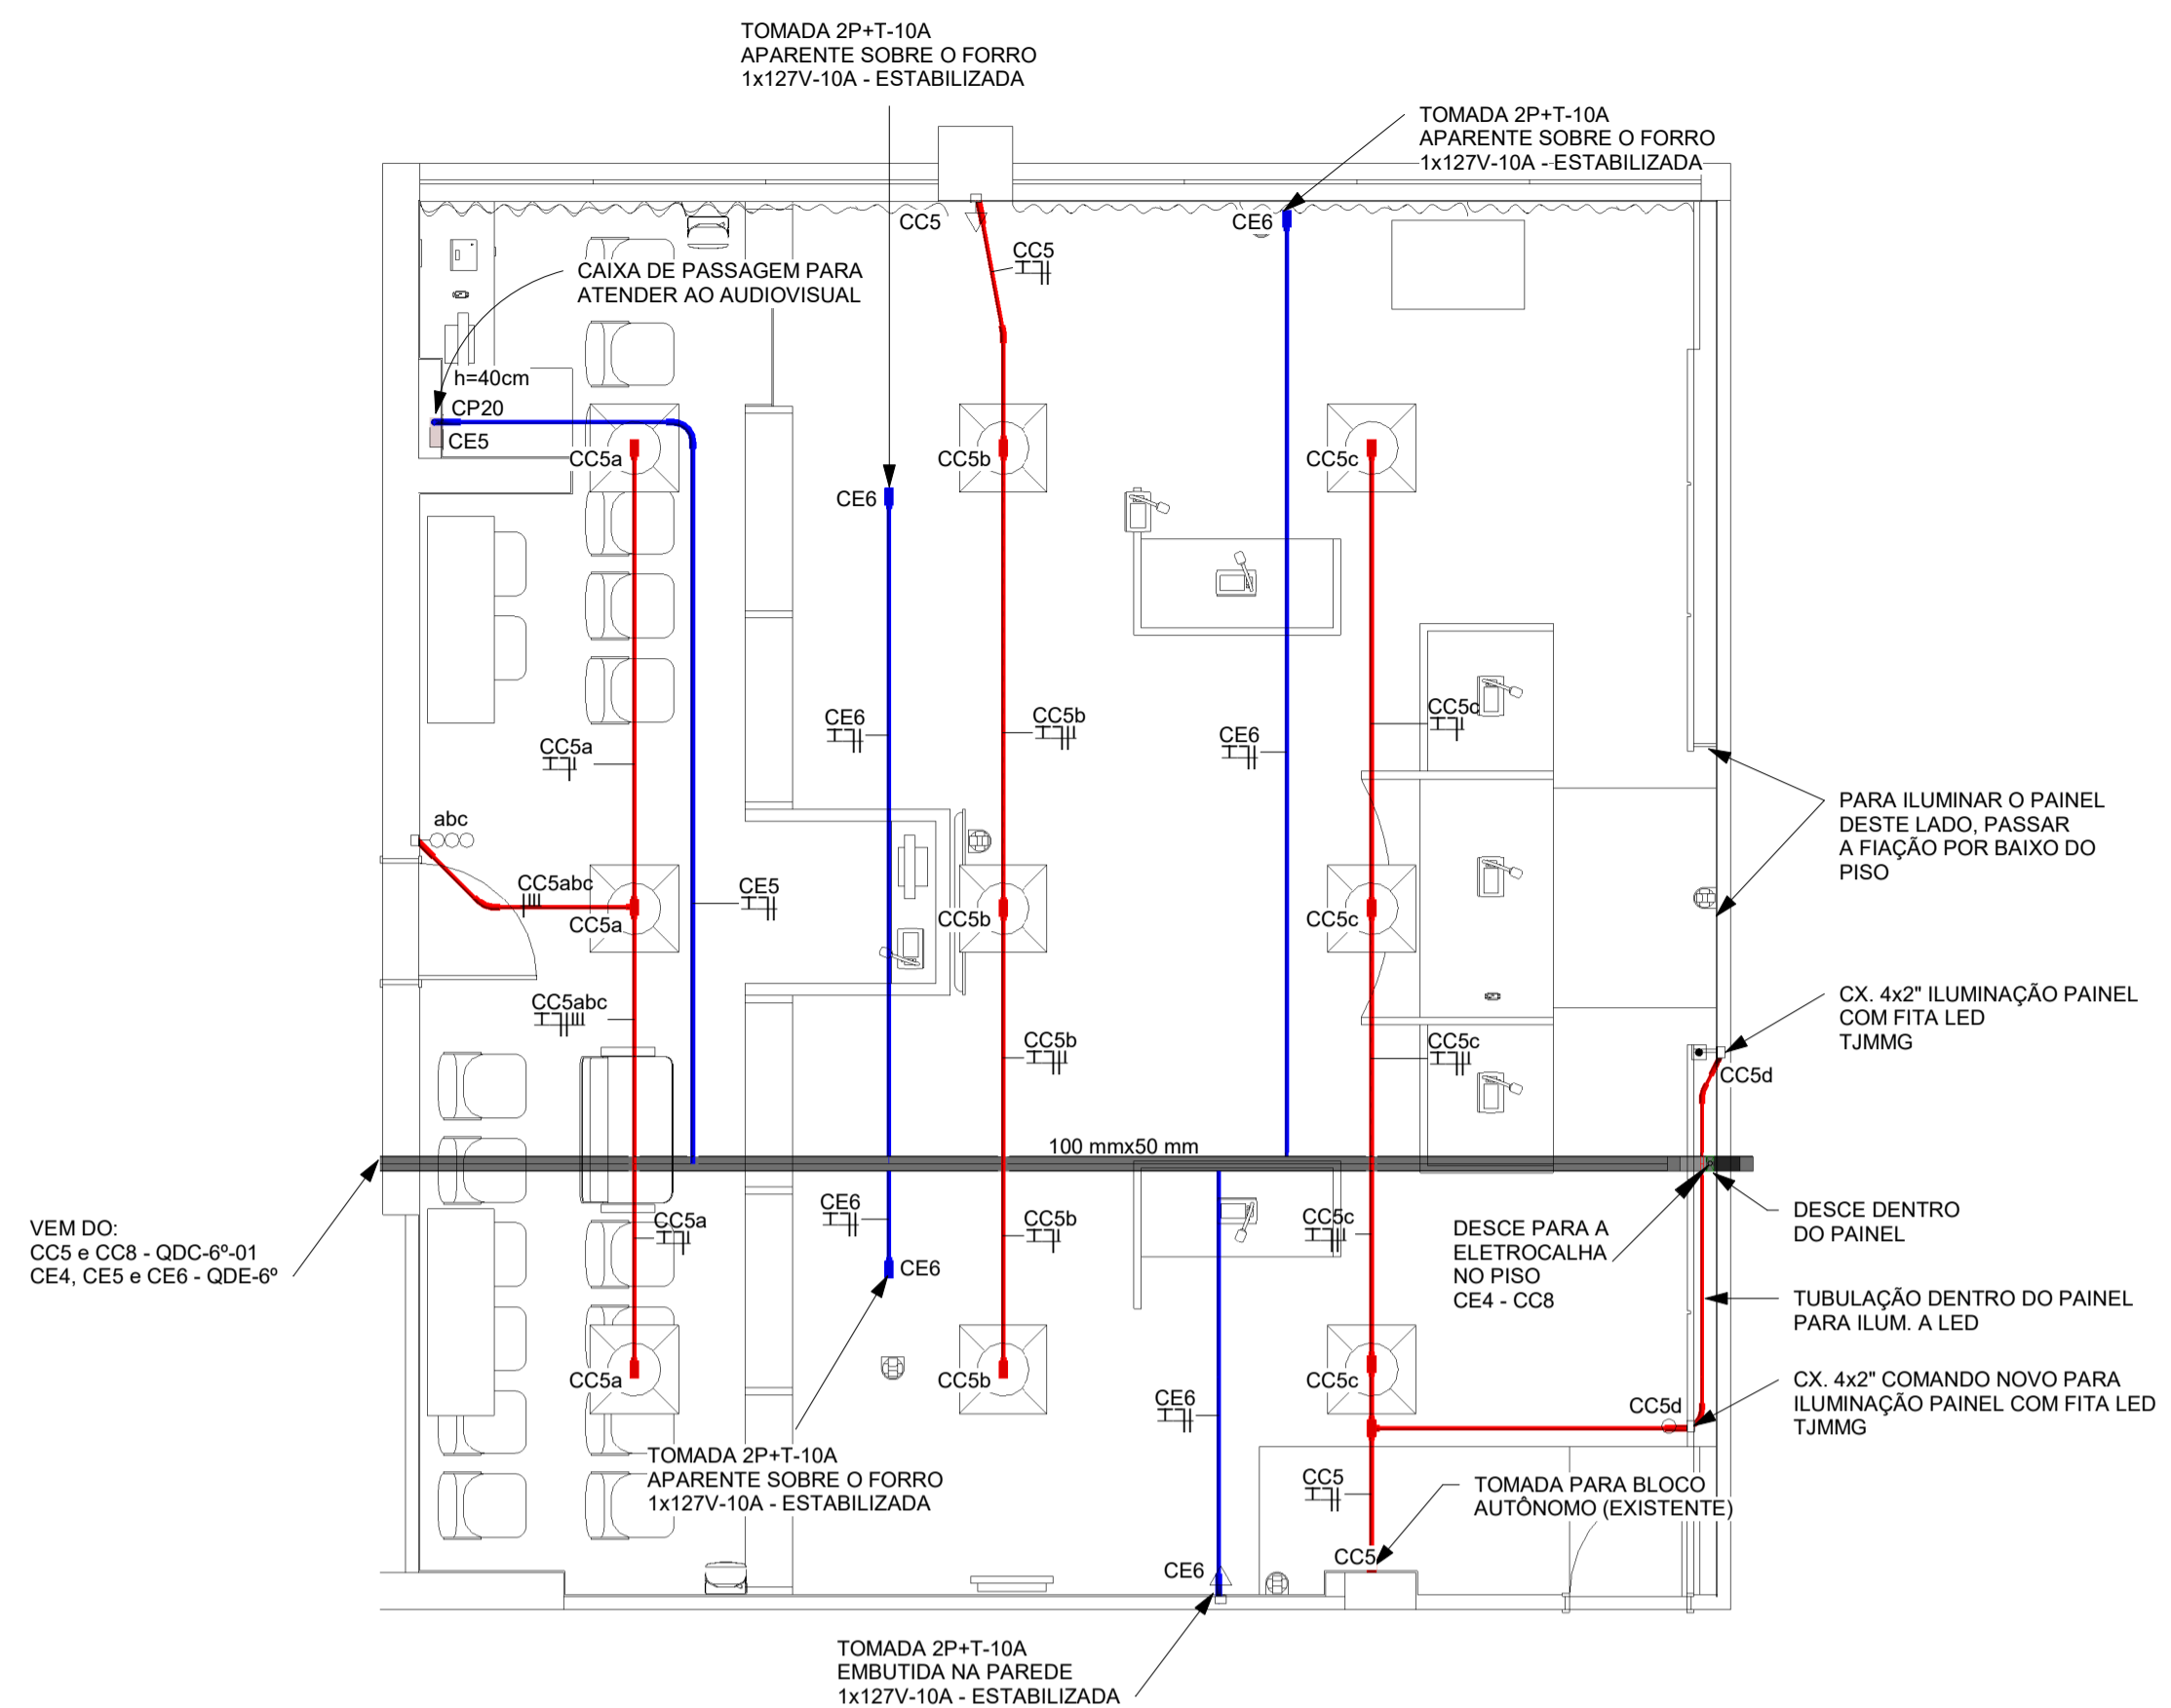 TOMADA 2P+T-10A
APARENTE SOBRE O FORRO
1x127V-10A - ESTABILIZADA
TOMADA 2P+T-10A
APARENTE SOBRE O FORRO
1x127V-10A - ESTABILIZADA
CC5
CE6
CC5
CAIXA DE PASSAGEM PARA
ATENDER AO AUDIOVISUAL
h=40cm
CP20
CE5
CC5a
CC5b
CC5c
CE6
CC5c
CE6
CC5b
CE6
CC5a
PARA ILUMINAR O PAINEL
DESTE LADO, PASSAR
A FIAÇÃO POR BAIXO DO
PISO
abc
CC5abc
CE5
CC5a
CC5b
CC5c
CX. 4x2" ILUMINAÇÃO PAINEL
COM FITA LED
TJMMG
CC5abc
CC5b
CC5c
CC5d
100 mmx50 mm
VEM DO:
CC5 e CC8 - QDC-6º-01
CE4, CE5 e CE6 - QDE-6º
CC5a
CE6
CC5b
CC5c
DESCE PARA A
ELETROCALHA
NO PISO
CE4 - CC8
DESCE DENTRO
DO PAINEL
CE6
TUBULAÇÃO DENTRO DO PAINEL
PARA ILUM. A LED
CC5a
CC5b
CC5c
CX. 4x2" COMANDO NOVO PARA
ILUMINAÇÃO PAINEL COM FITA LED
TJMMG
CE6
CC5d
TOMADA 2P+T-10A
APARENTE SOBRE O FORRO
1x127V-10A - ESTABILIZADA
CC5
TOMADA PARA BLOCO
AUTÔNOMO (EXISTENTE)
CC5
CE6
TOMADA 2P+T-10A
EMBUTIDA NA PAREDE
1x127V-10A - ESTABILIZADA